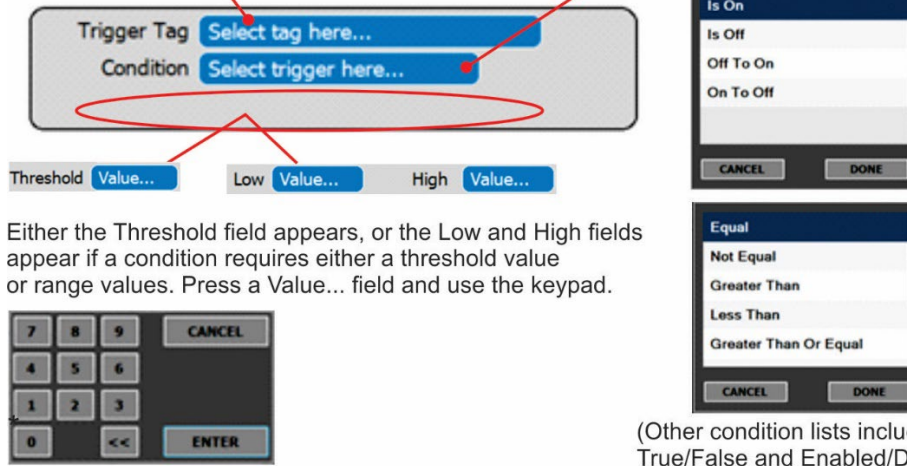 Trigger Tag Select tag here...
Condition Select trigger here...
Threshold Value...
Low Value... High Value...
Either the Threshold field appears, or the Low and High fields
appear if a condition requires either a threshold value
or range values. Press a Value... field and use the keypad.
7 8 9 CANCEL
4 5 6
1 2 3
0 << ENTER
Is On
Is Off
Off To On
On To Off
CANCEL DONE
Equal
Not Equal
Greater Than
Less Than
Greater Than Or Equal
CANCEL DONE
(Other condition lists inclu
True/False and Enabled/D